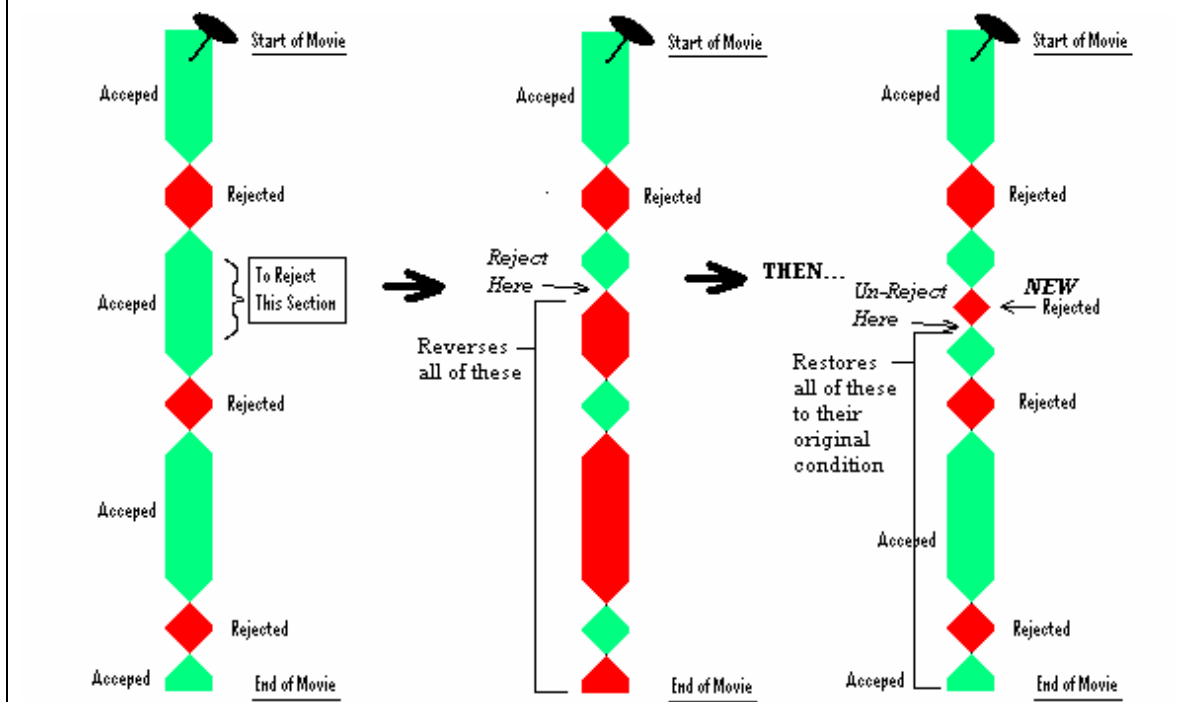 Start of Movie
Acceped
Rejected
To Reject
This Section
Acceped
Rejected
Acceped
Rejected
Acceped
End of Movie
Start of Movie
Acceped
Rejected
Reject
Here
Reverses
all of these
End of Movie
THEN...
Start of Movie
Acceped
Rejected
Un-Reject
Here
NEW
Rejected
Restores
all of these
to their
original
condition
Rejected
Acceped
Rejected
Acceped
End of Movie